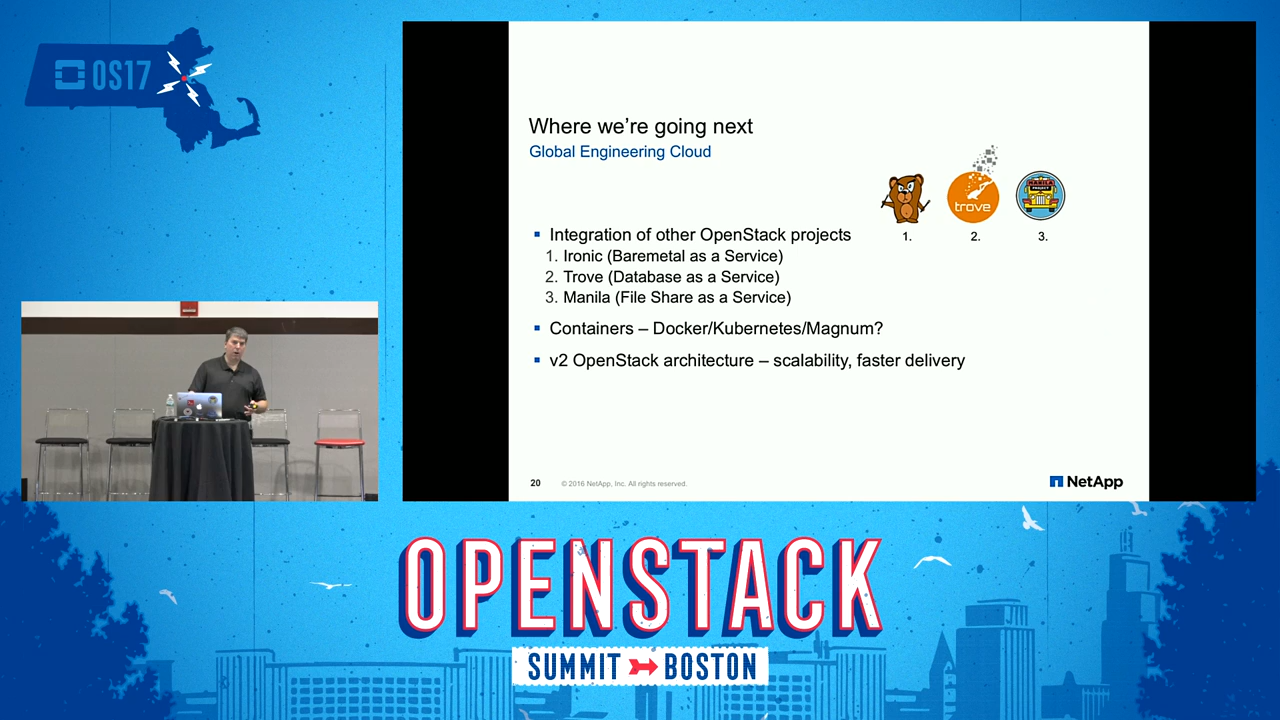 OS17
Where we’re going next
Global Engineering Cloud
trove
MANILA
PROJECT
1.
2.
3.
▪ Integration of other OpenStack projects
1. Ironic (Baremetal as a Service)
2. Trove (Database as a Service)
3. Manila (File Share as a Service)
▪ Containers – Docker/Kubernetes/Magnum?
▪ v2 OpenStack architecture – scalability, faster delivery
20
© 2016 NetApp, Inc. All rights reserved.
NetApp
OPENSTACK
SUMMIT BOSTON